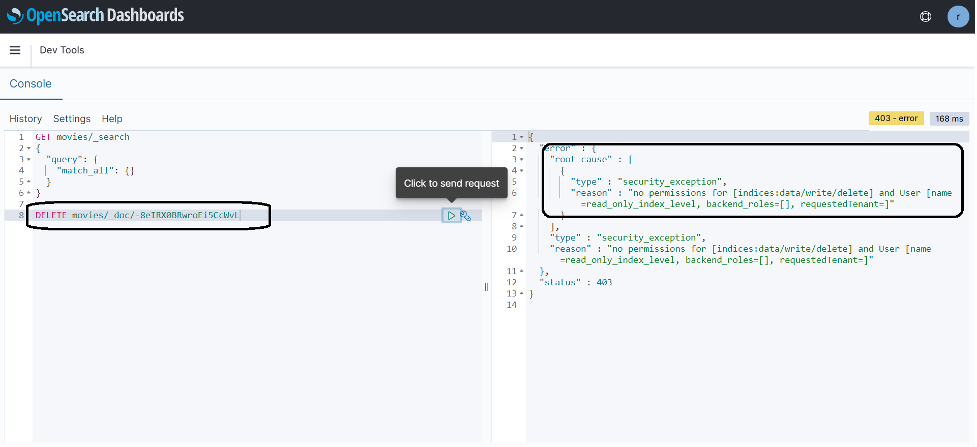 OpenSearch Dashboards
r
Dev Tools
Console
History Settings Help
403 - error 168 ms
1 GET movies/_search
2 {
3 "query": {
4 "match_all": {}
5 }
6 }
7
8 DELETE movies/_doc/-8eIRX0BRwroFi5CcWvL
Click to send request
1 {
2 "error" : {
3 "root_cause" : [
4 {
5 "type" : "security_exception",
6 "reason" : "no permissions for [indices:data/write/delete] and User [name
=read_only_index_level, backend_roles=[], requestedTenant=]"
7 }
8 ],
9 "type" : "security_exception",
10 "reason" : "no permissions for [indices:data/write/delete] and User [name
=read_only_index_level, backend_roles=[], requestedTenant=]"
11 },
12 "status" : 403
13 }
14